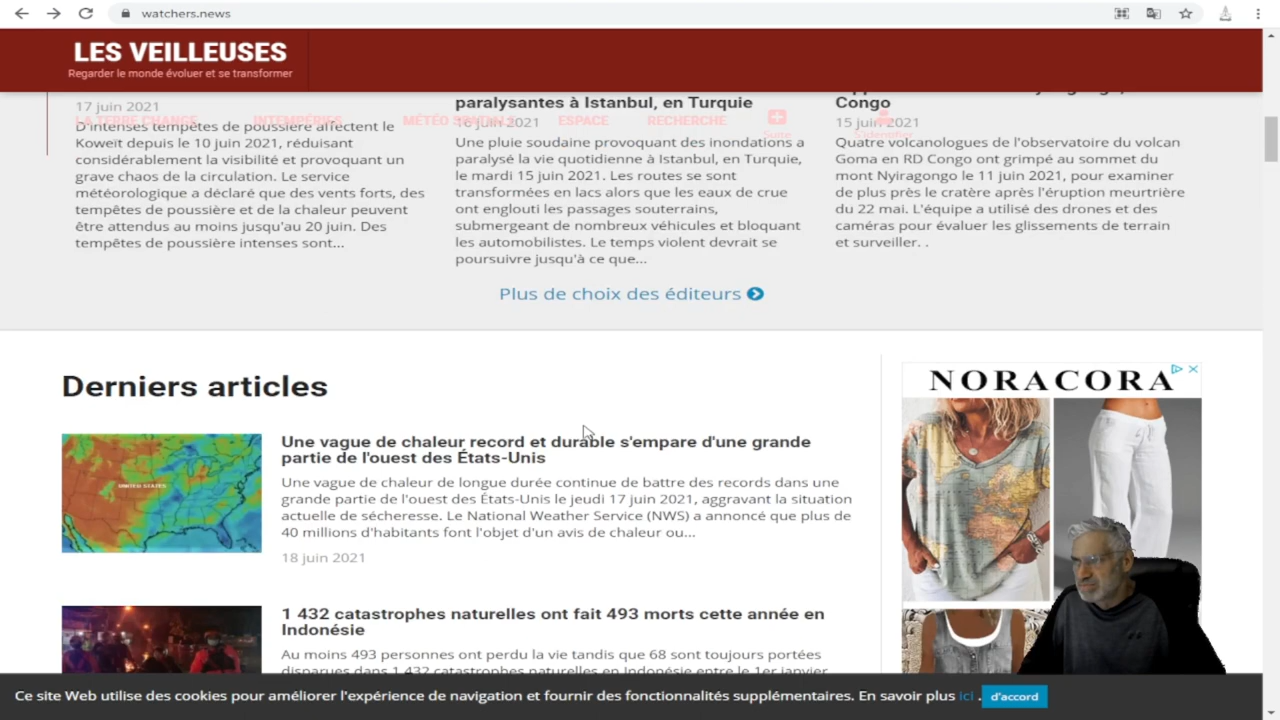 watchers.news
LES VEILLEUSES
Regarder le monde évoluer et se transformer
LA TERRE CHANGE
INTEMPÉRIES
MÉTÉO SPATIALE
ESPACE
RECHERCHE
Suite
S'identifier
17 juin 2021
D'intenses tempêtes de poussière affectent le
Koweït depuis le 10 juin 2021, réduisant
considérablement la visibilité et provoquant un
grave chaos de la circulation. Le service
météorologique a déclaré que des vents forts, des
tempêtes de poussière et de la chaleur peuvent
être attendus au moins jusqu'au 20 juin. Des
tempêtes de poussière intenses sont...
paralysantes à Istanbul, en Turquie
16 juin 2021
Une pluie soudaine provoquant des inondations a
paralysé la vie quotidienne à Istanbul, en Turquie,
le mardi 15 juin 2021. Les routes se sont
transformées en lacs alors que les eaux de crue
ont englouti les passages souterrains,
submergeant de nombreux véhicules et bloquant
les automobilistes. Le temps violent devrait se
poursuivre jusqu'à ce que...
Congo
15 juin 2021
Quatre volcanologues de l'observatoire du volcan
Goma en RD Congo ont grimpé au sommet du
mont Nyiragongo le 11 juin 2021, pour examiner
de plus près le cratère après l'éruption meurtrière
du 22 mai. L'équipe a utilisé des drones et des
caméras pour évaluer les glissements de terrain
et surveiller. .
Plus de choix des éditeurs
Derniers articles
UNITED STATES
Une vague de chaleur record et durable s'empare d'une grande
partie de l'ouest des États-Unis
Une vague de chaleur de longue durée continue de battre des records dans une
grande partie de l'ouest des États-Unis le jeudi 17 juin 2021, aggravant la situation
actuelle de sécheresse. Le National Weather Service (NWS) a annoncé que plus de
40 millions d'habitants font l'objet d'un avis de chaleur ou...
18 juin 2021
1 432 catastrophes naturelles ont fait 493 morts cette année en
Indonésie
Au moins 493 personnes ont perdu la vie tandis que 68 sont toujours portées
disparues dans 1 432 catastrophes naturelles en Indonésie entre le 1er janvier
NORACORA
Ce site Web utilise des cookies pour améliorer l'expérience de navigation et fournir des fonctionnalités supplémentaires. En savoir plus ici . d'accord